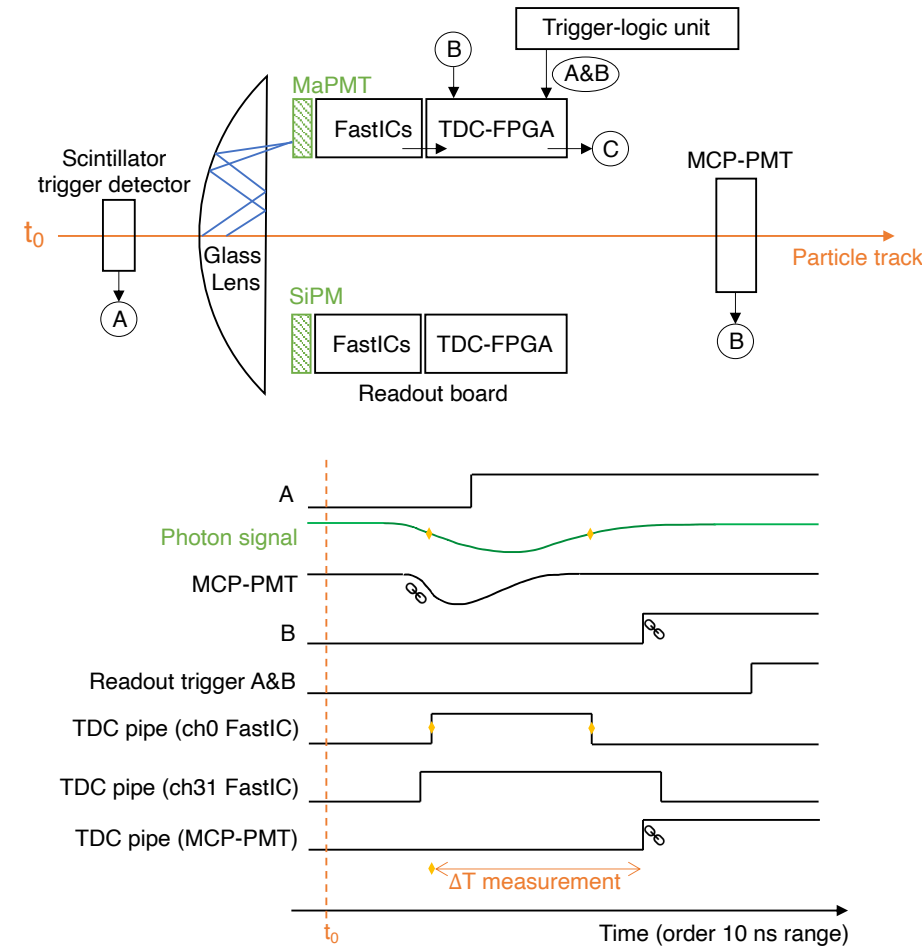 Trigger-logic unit
B
A&B
MaPMT
FastICs
TDC-FPGA
C
Scintillator
trigger detector
MCP-PMT
t0
Glass
Lens
Particle track
A
SiPM
FastICs
TDC-FPGA
B
Readout board
A
Photon signal
MCP-PMT
B
Readout trigger A&B
TDC pipe (ch0 FastIC)
TDC pipe (ch31 FastIC)
TDC pipe (MCP-PMT)
ΔT measurement
t0
Time (order 10 ns range)